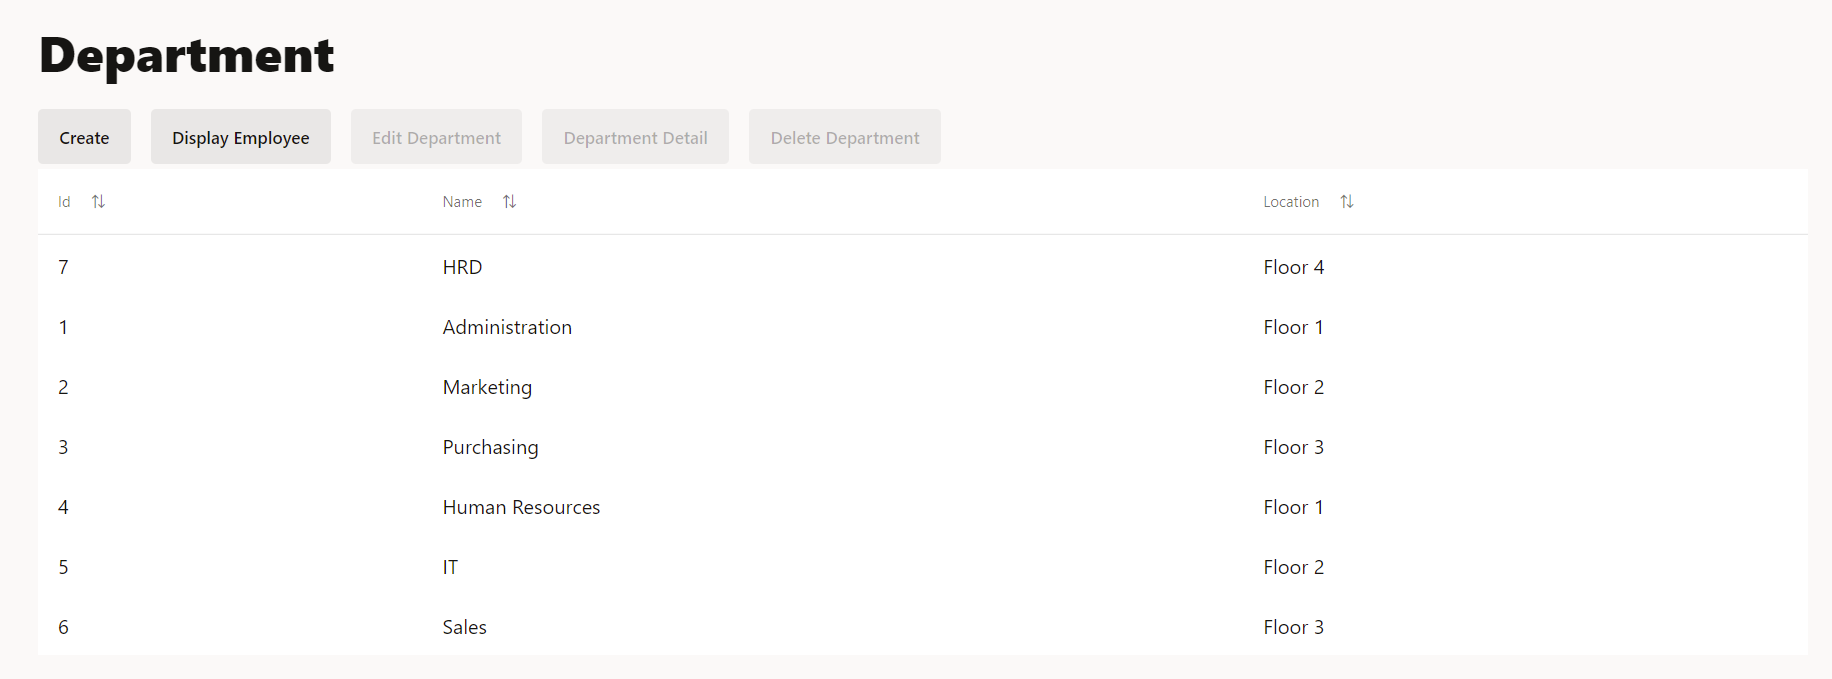 Department
Create Display Employee Edit Department Department Detail Delete Department
Id Name Location
7 HRD Floor 4
1 Administration Floor 1
2 Marketing Floor 2
3 Purchasing Floor 3
4 Human Resources Floor 1
5 IT Floor 2
6 Sales Floor 3